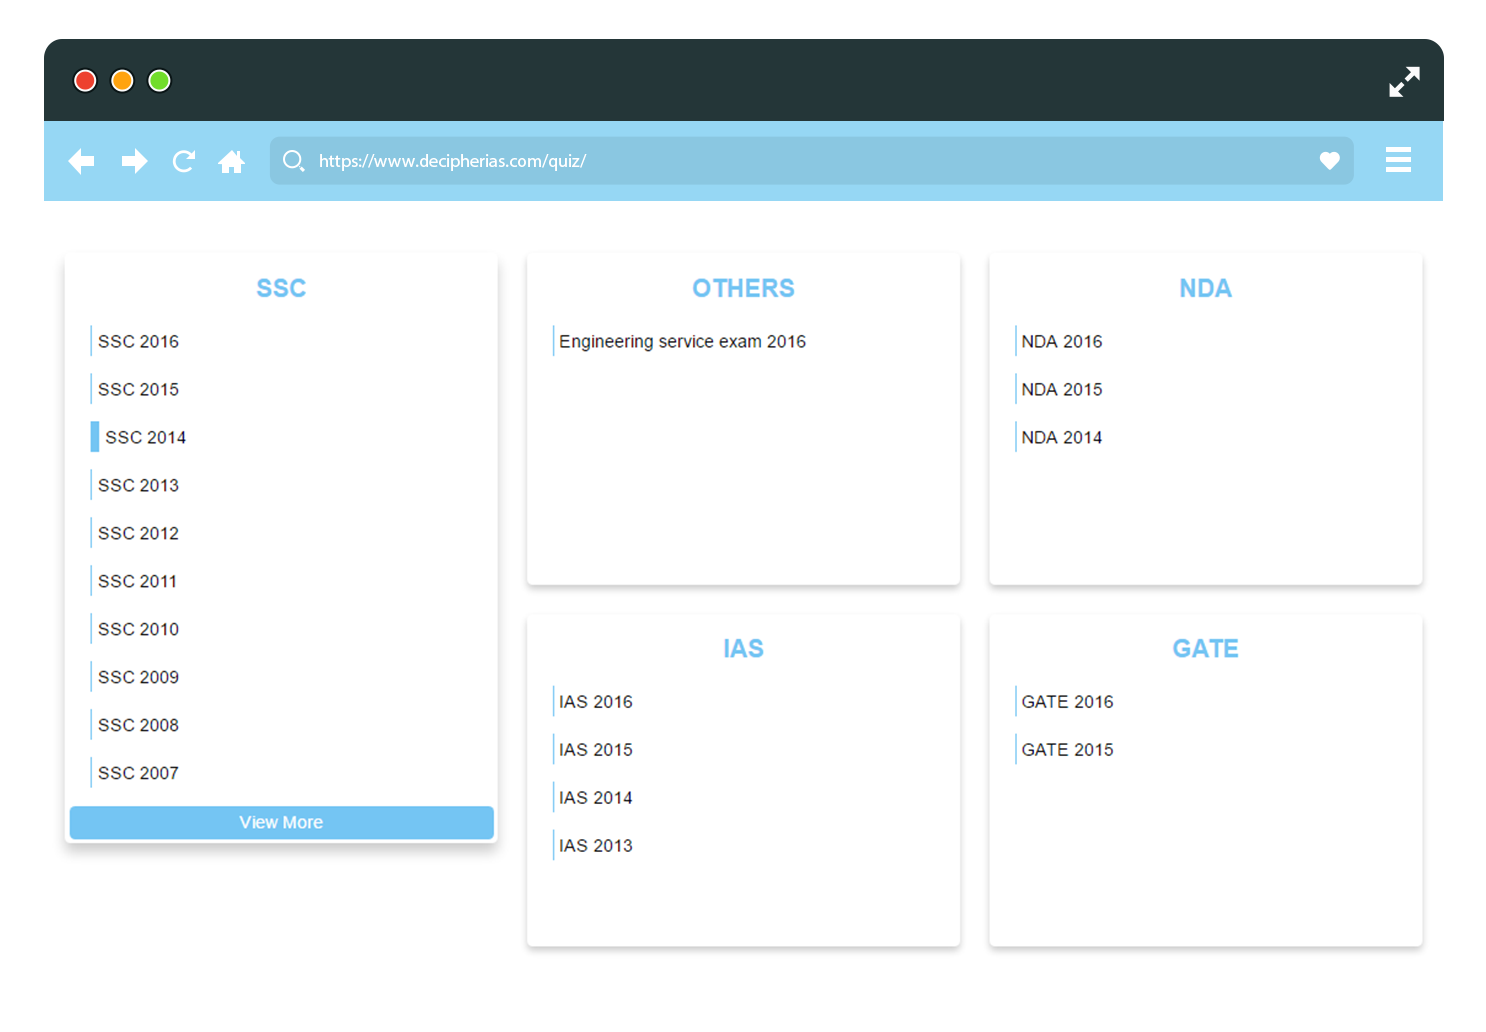 https://www.decipherias.com/quiz/
SSC
SSC 2016
SSC 2015
SSC 2014
SSC 2013
SSC 2012
SSC 2011
SSC 2010
SSC 2009
SSC 2008
SSC 2007
View More
OTHERS
Engineering service exam 2016
NDA
NDA 2016
NDA 2015
NDA 2014
IAS
IAS 2016
IAS 2015
IAS 2014
IAS 2013
GATE
GATE 2016
GATE 2015